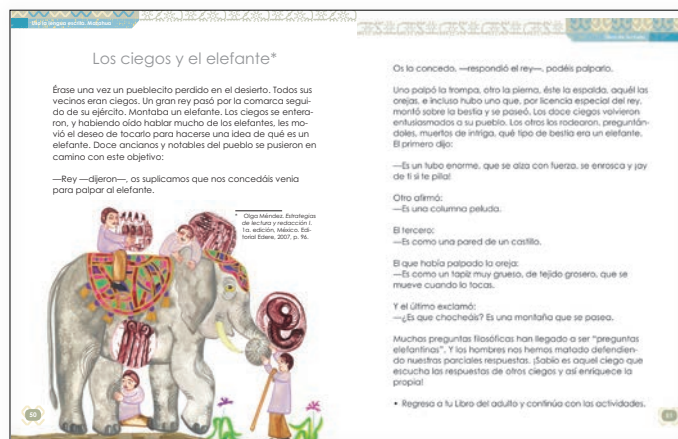 Uso la lengua escrita. Matachua
Los ciegos y el elefante*
Érase una vez un pueblecito perdido en el desierto. Todos sus
vecinos eran ciegos. Un gran rey pasó por la comarca segui-
do de su ejército. Montaba un elefante. Los ciegos se entera-
ron, y habiendo oído hablar mucho de los elefantes, les mo-
vió el deseo de tocarlo para hacerse una idea de qué es un
elefante. Doce ancianos y notables del pueblo se pusieron en
camino con este objetivo:
—Rey —dijeron—, os suplicamos que nos concedáis venia
para palpar al elefante.
* Olga Méndez, Estrategias
de lectura y redacción I.
1a. edición, México, Edi-
torial Edere, 2007, p. 96.
50
Libro de lecturas
Os lo concedo, —respondió el rey—, podéis palparlo.
Uno palpó la trompa, otro la pierna, éste la espalda, aquél las
orejas, e incluso hubo uno que, por licencia especial del rey,
montó sobre la bestia y se paseó. Los doce ciegos volvieron
entusiasmados a su pueblo. Los otros los rodearon, preguntán-
doles, muertos de intriga, qué tipo de bestia era un elefante.
El primero dijo:
—Es un tubo enorme, que se alza con fuerza, se enrosca y ¡ay
de ti si te pilla!
Otro afirmó:
—Es una columna peluda.
El tercero:
—Es como una pared de un castillo.
El que había palpado la oreja:
—Es como un tapiz muy grueso, de tejido grosero, que se
mueve cuando lo tocas.
Y el último exclamó:
—¿Es que chocheáis? Es una montaña que se pasea.
Muchas preguntas filosóficas han llegado a ser "preguntas
elefantinas". Y los hombres nos hemos matado defendien-
do nuestras parciales respuestas. ¡Sabio es aquel ciego que
escucha las respuestas de otros ciegos y así enriquece la
propia!
• Regresa a tu Libro del adulto y continúa con las actividades.
51